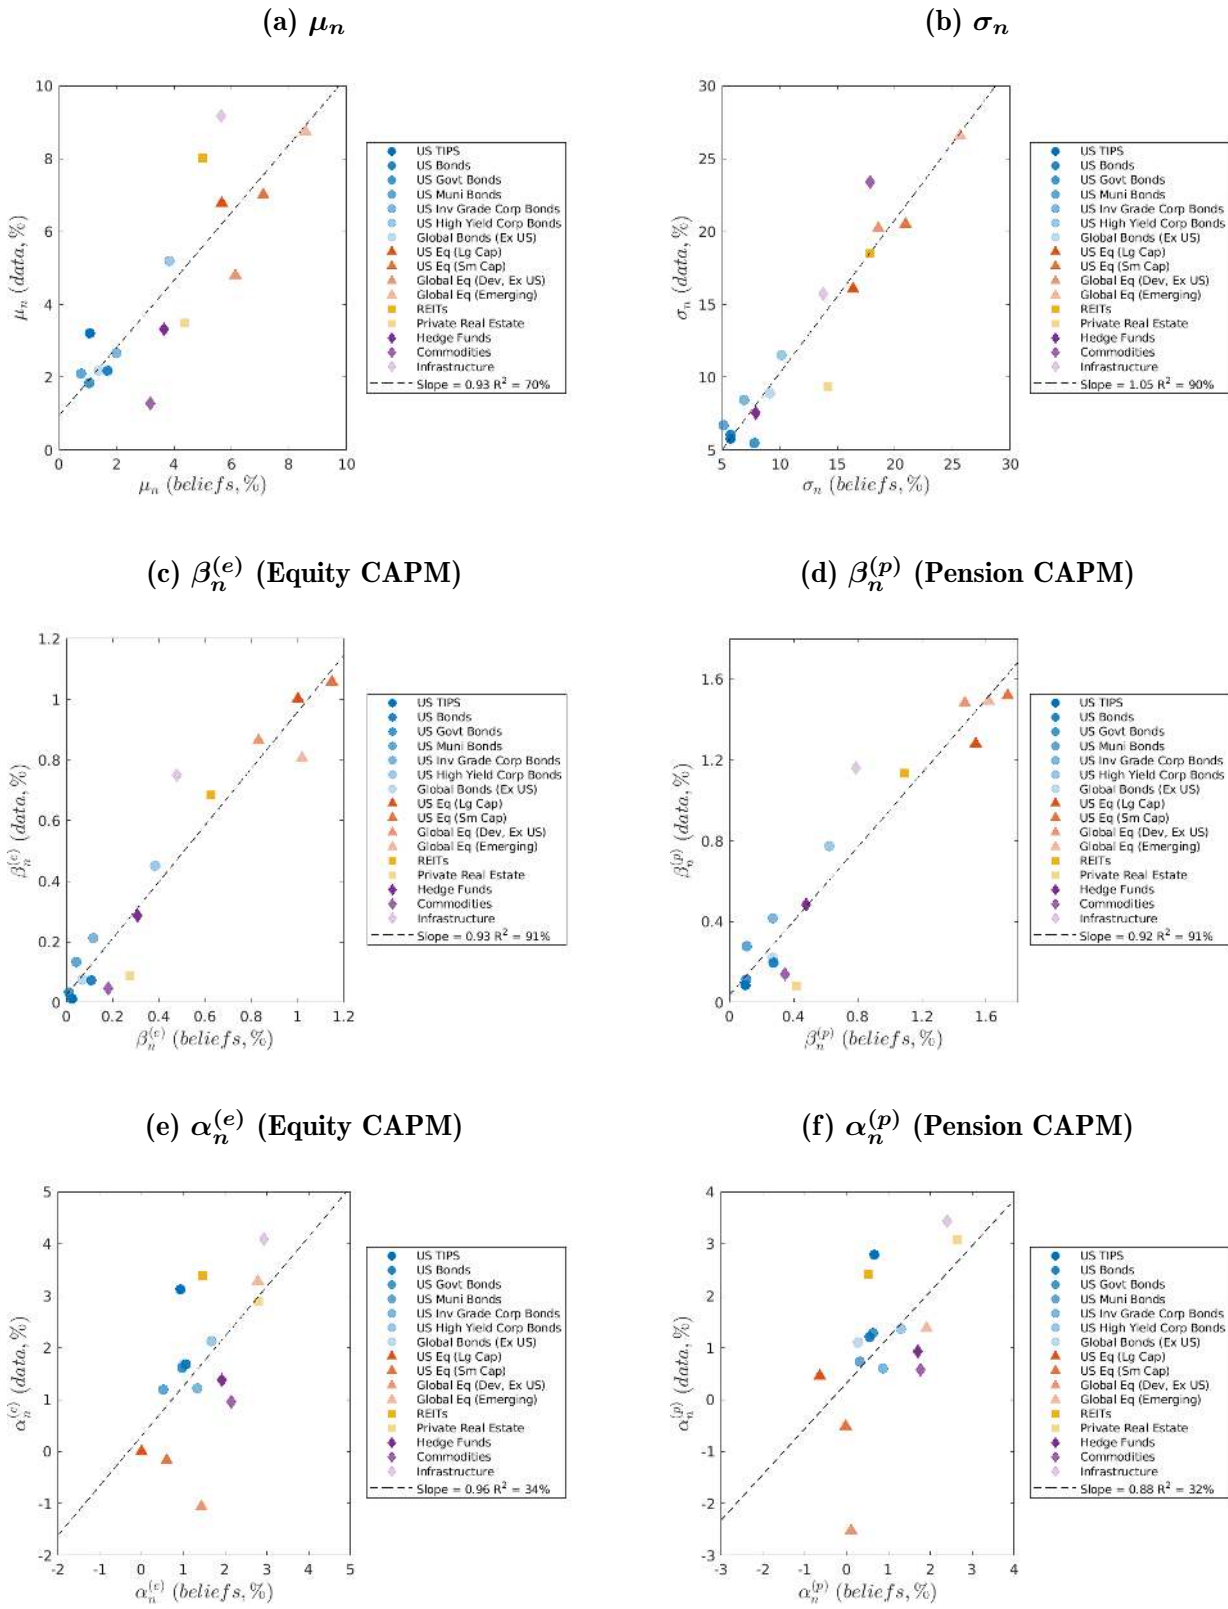 (a) μₙ
10
8
6
4
2
0
0 2 4 6 8 10
μₙ (data, %)
μₙ (beliefs, %)
US TIPS
US Bonds
US Govt Bonds
US Muni Bonds
US Inv Grade Corp Bonds
US High Yield Corp Bonds
Global Bonds (Ex US)
US Eq (Lg Cap)
US Eq (Sm Cap)
Global Eq (Dev, Ex US)
Global Eq (Emerging)
REITs
Private Real Estate
Hedge Funds
Commodities
Infrastructure
Slope = 0.93 R² = 70%
(b) σₙ
30
25
20
15
10
5
5 10 15 20 25 30
σₙ (data, %)
σₙ (beliefs, %)
US TIPS
US Bonds
US Govt Bonds
US Muni Bonds
US Inv Grade Corp Bonds
US High Yield Corp Bonds
Global Bonds (Ex US)
US Eq (Lg Cap)
US Eq (Sm Cap)
Global Eq (Dev, Ex US)
Global Eq (Emerging)
REITs
Private Real Estate
Hedge Funds
Commodities
Infrastructure
Slope = 1.05 R² = 90%
(c) βₙ⁽ᵉ⁾ (Equity CAPM)
1.2
1
0.8
0.6
0.4
0.2
0
0 0.2 0.4 0.6 0.8 1 1.2
βₙ⁽ᵉ⁾ (data, %)
βₙ⁽ᵉ⁾ (beliefs, %)
US TIPS
US Bonds
US Govt Bonds
US Muni Bonds
US Inv Grade Corp Bonds
US High Yield Corp Bonds
Global Bonds (Ex US)
US Eq (Lg Cap)
US Eq (Sm Cap)
Global Eq (Dev, Ex US)
Global Eq (Emerging)
REITs
Private Real Estate
Hedge Funds
Commodities
Infrastructure
Slope = 0.93 R² = 91%
(d) βₙ⁽ᵖ⁾ (Pension CAPM)
1.6
1.2
0.8
0.4
0
0 0.4 0.8 1.2 1.6
βₙ⁽ᵖ⁾ (data, %)
βₙ⁽ᵖ⁾ (beliefs, %)
US TIPS
US Bonds
US Govt Bonds
US Muni Bonds
US Inv Grade Corp Bonds
US High Yield Corp Bonds
Global Bonds (Ex US)
US Eq (Lg Cap)
US Eq (Sm Cap)
Global Eq (Dev, Ex US)
Global Eq (Emerging)
REITs
Private Real Estate
Hedge Funds
Commodities
Infrastructure
Slope = 0.92 R² = 91%
(e) αₙ⁽ᵉ⁾ (Equity CAPM)
5
4
3
2
1
0
-1
-2
-2 -1 0 1 2 3 4 5
αₙ⁽ᵉ⁾ (data, %)
αₙ⁽ᵉ⁾ (beliefs, %)
US TIPS
US Bonds
US Govt Bonds
US Muni Bonds
US Inv Grade Corp Bonds
US High Yield Corp Bonds
Global Bonds (Ex US)
US Eq (Lg Cap)
US Eq (Sm Cap)
Global Eq (Dev, Ex US)
Global Eq (Emerging)
REITs
Private Real Estate
Hedge Funds
Commodities
Infrastructure
Slope = 0.96 R² = 34%
(f) αₙ⁽ᵖ⁾ (Pension CAPM)
4
3
2
1
0
-1
-2
-3
-3 -2 -1 0 1 2 3 4
αₙ⁽ᵖ⁾ (data, %)
αₙ⁽ᵖ⁾ (beliefs, %)
US TIPS
US Bonds
US Govt Bonds
US Muni Bonds
US Inv Grade Corp Bonds
US High Yield Corp Bonds
Global Bonds (Ex US)
US Eq (Lg Cap)
US Eq (Sm Cap)
Global Eq (Dev, Ex US)
Global Eq (Emerging)
REITs
Private Real Estate
Hedge Funds
Commodities
Infrastructure
Slope = 0.88 R² = 32%